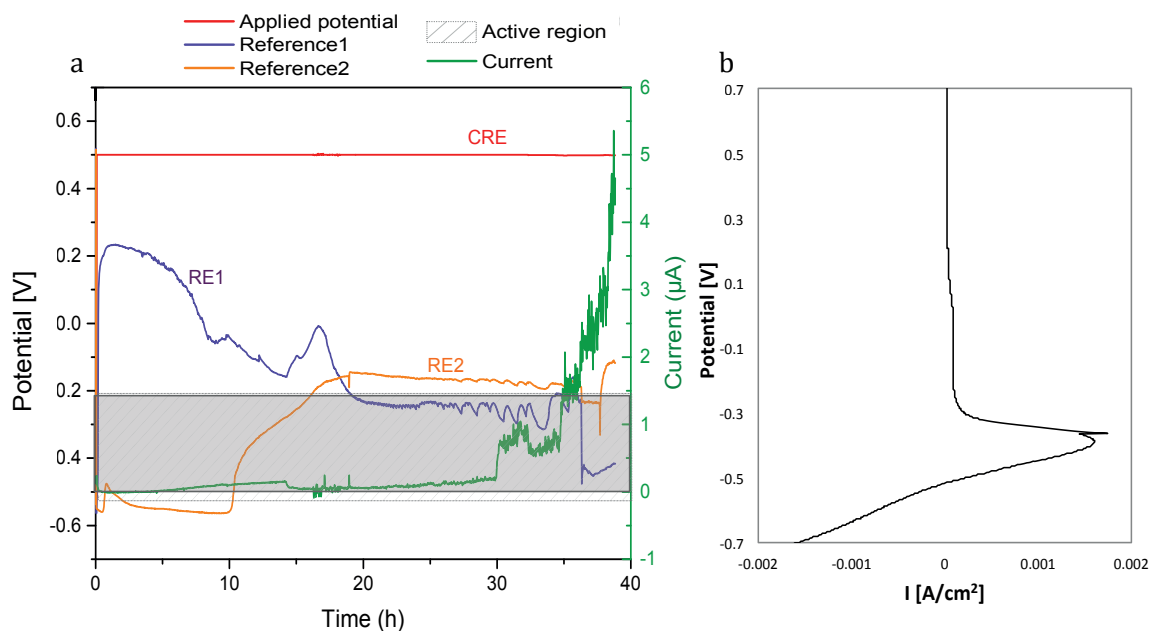 Applied potential
Reference1
Reference2
Active region
Current
a
b
0.6
0.4
0.2
0.0
0.2
0.4
-0.6
Potential [V]
CRE
RE1
RE2
6
5
4
3
2
1
0
-1
Current (µA)
0
10
20
30
40
Time (h)
0.7
0.5
0.3
0.1
-0.1
-0.3
-0.5
-0.7
Potential [V]
-0.002
-0.001
0
0.001
0.002
I [A/cm²]